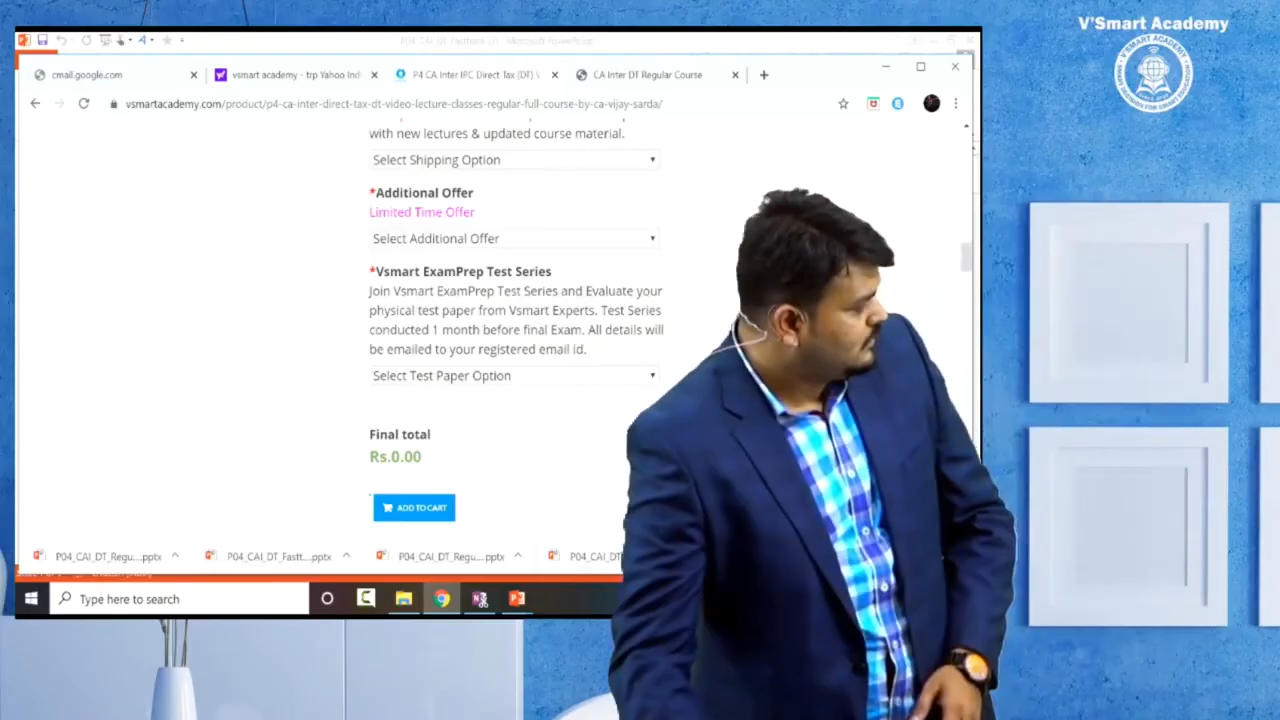 V'Smart Academy
cmail.google.com
vsmart academy - trp Yahoo Indi
P4 CA Inter IPC Direct Tax (DT) V
CA Inter DT Regular Course
vsmartacademy.com/product/p4-ca-inter-direct-tax-dt-video-lecture-classes-regular-full-course-by-ca-vijay-sarda/
with new lectures & updated course material.
Select Shipping Option
*Additional Offer
Limited Time Offer
Select Additional Offer
*Vsmart ExamPrep Test Series
Join Vsmart ExamPrep Test Series and Evaluate your
physical test paper from Vsmart Experts. Test Series
conducted 1 month before final Exam. All details will
be emailed to your registered email id.
Select Test Paper Option
Final total
Rs.0.00
ADD TO CART
P04_CAI_DT_Regu....pptx
P04_CAI_DT_Fastt....pptx
P04_CAI_DT_Regu....pptx
P04_CAI_DT
Type here to search